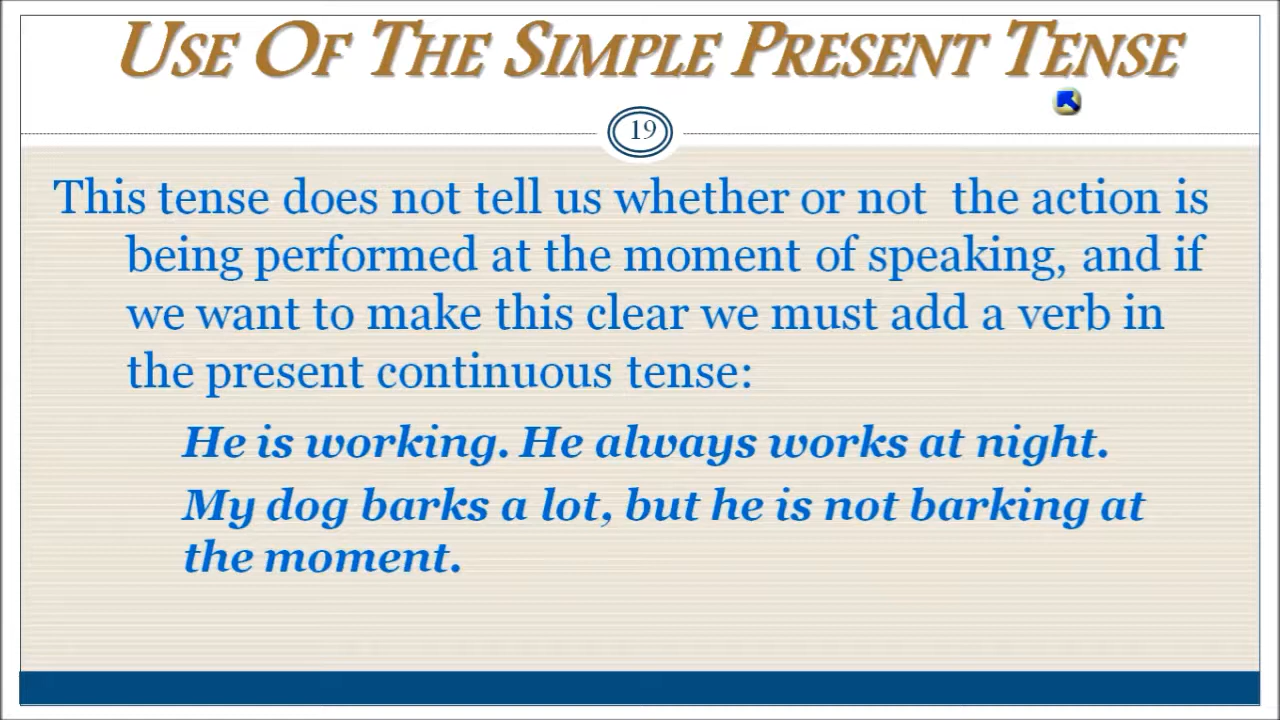 USE OF THE SIMPLE PRESENT TENSE
19
This tense does not tell us whether or not the action is
being performed at the moment of speaking, and if
we want to make this clear we must add a verb in
the present continuous tense:
He is working. He always works at night.
My dog barks a lot, but he is not barking at
the moment.